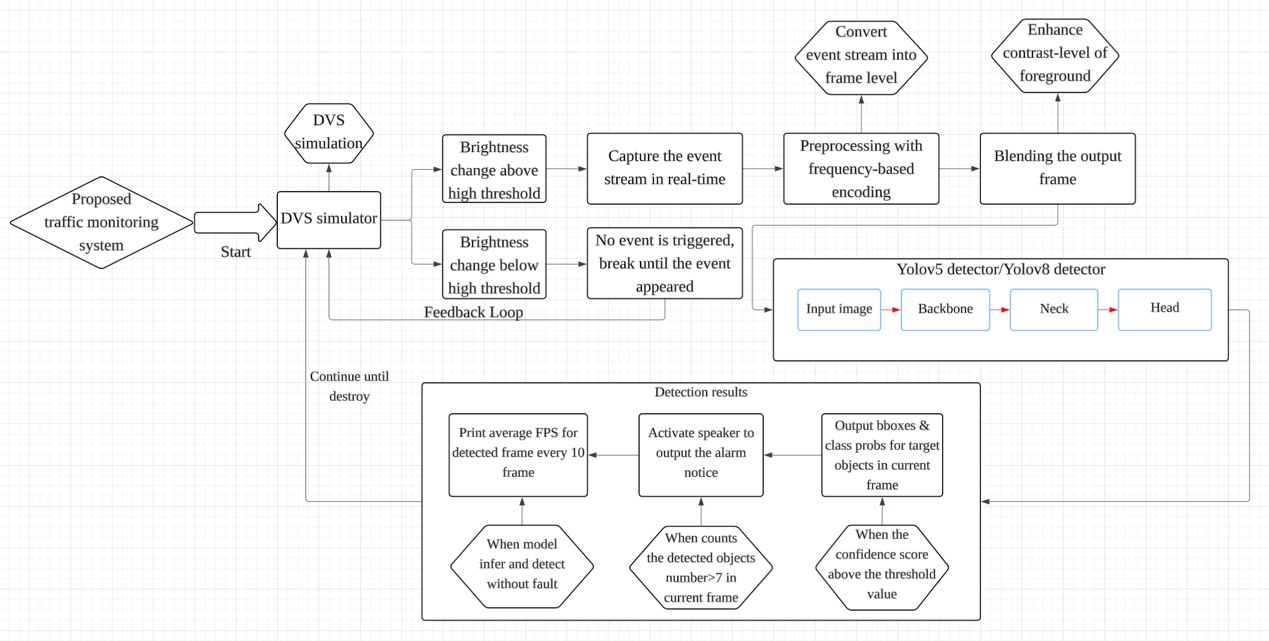 Proposed
traffic monitoring
system
Start
DVS
simulation
DVS simulator
Brightness
change above
high threshold
Capture the event
stream in real-time
Convert
event stream into
frame level
Preprocessing with
frequency-based
encoding
Enhance
contrast-level of
foreground
Blending the output
frame
Brightness
change below
high threshold
No event is triggered,
break until the event
appeared
Feedback Loop
Yolov5 detector/Yolov8 detector
Input image
Backbone
Neck
Head
Continue until
destroy
Detection results
Print average FPS for
detected frame every 10
frame
Activate speaker to
output the alarm
notice
Output bboxes &
class probs for target
objects in current
frame
When model
infer and detect
without fault
When counts
the detected objects
number>7 in
current frame
When the
confidence score
above the threshold
value